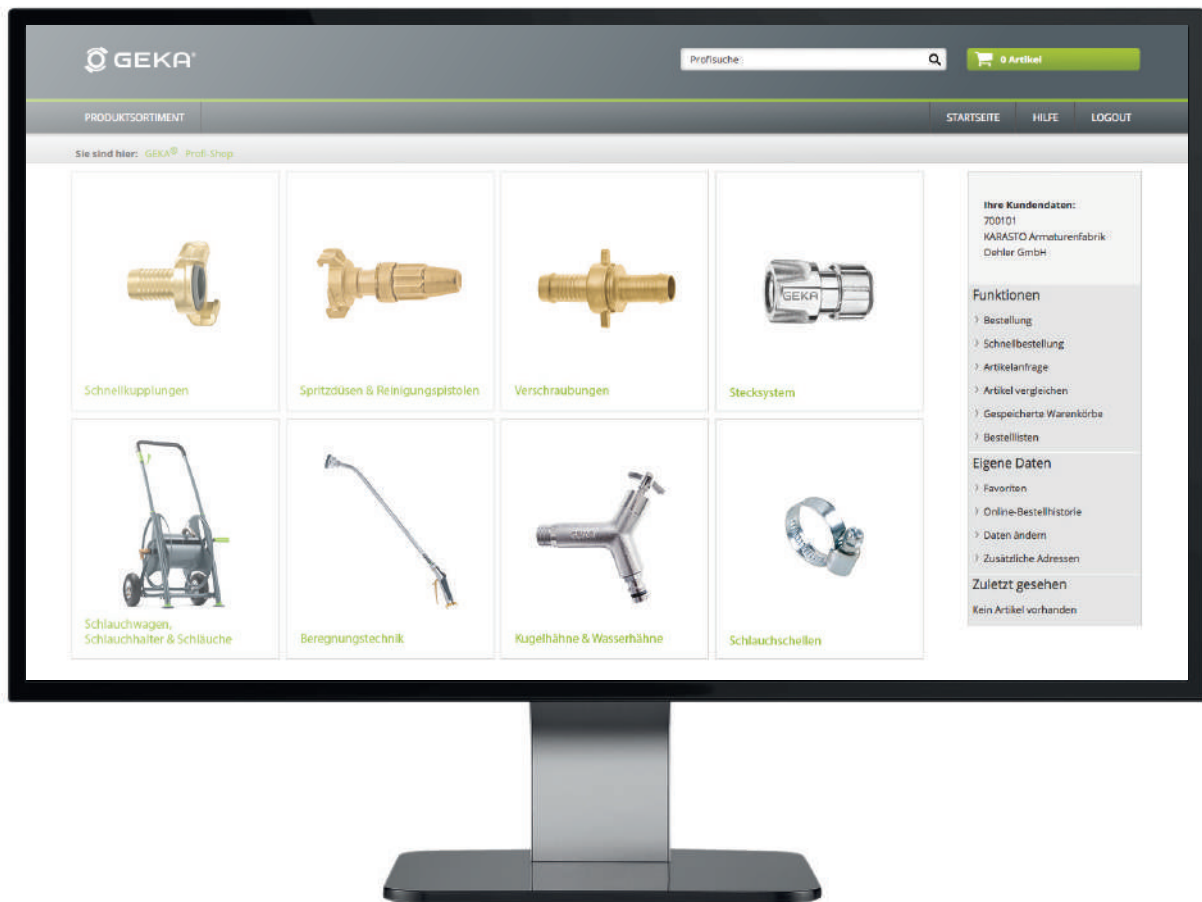 GEKA®
Profisuche
0 Artikel
PRODUKTSORTIMENT
STARTSEITE
HILFE
LOGOUT
Sie sind hier: GEKA® Profi-Shop
GEKA
Schnellkupplungen
Spritzdüsen & Reinigungspistolen
Verschraubungen
Stecksystem
GEKA
Schlauchwagen,
Schlauchhalter & Schläuche
Beregnungstechnik
Kugelhähne & Wasserhähne
Schlauchschellen
Ihre Kundendaten:
700101
KARASTO Armaturenfabrik
Oehler GmbH
Funktionen
Bestellung
Schnellbestellung
Artikelanfrage
Artikel vergleichen
Gespeicherte Warenkörbe
Bestelllisten
Eigene Daten
Favoriten
Online-Bestellhistorie
Daten ändern
Zusätzliche Adressen
Zuletzt gesehen
Kein Artikel vorhanden